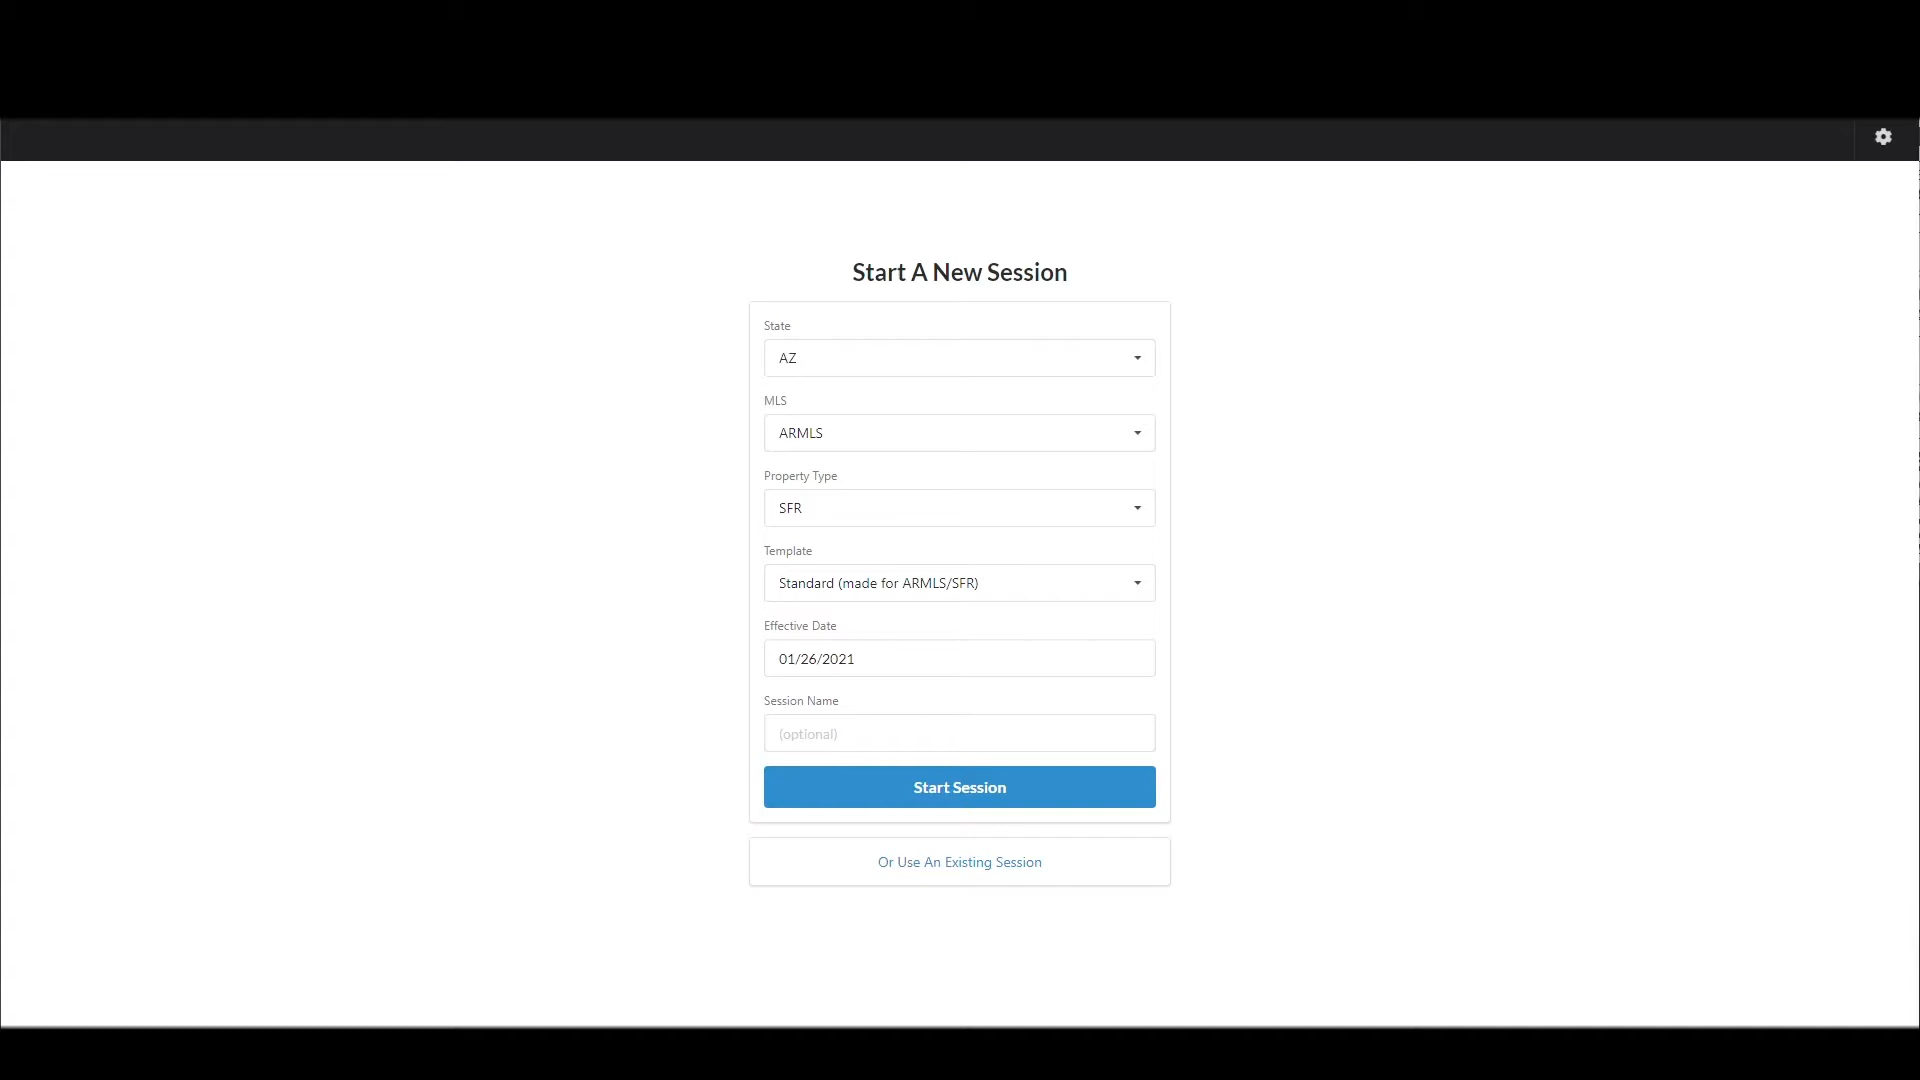 Start A New Session
State
AZ
MLS
ARMLS
Property Type
SFR
Template
Standard (made for ARMLS/SFR)
Effective Date
01/26/2021
Session Name
(optional)
Start Session
Or Use An Existing Session